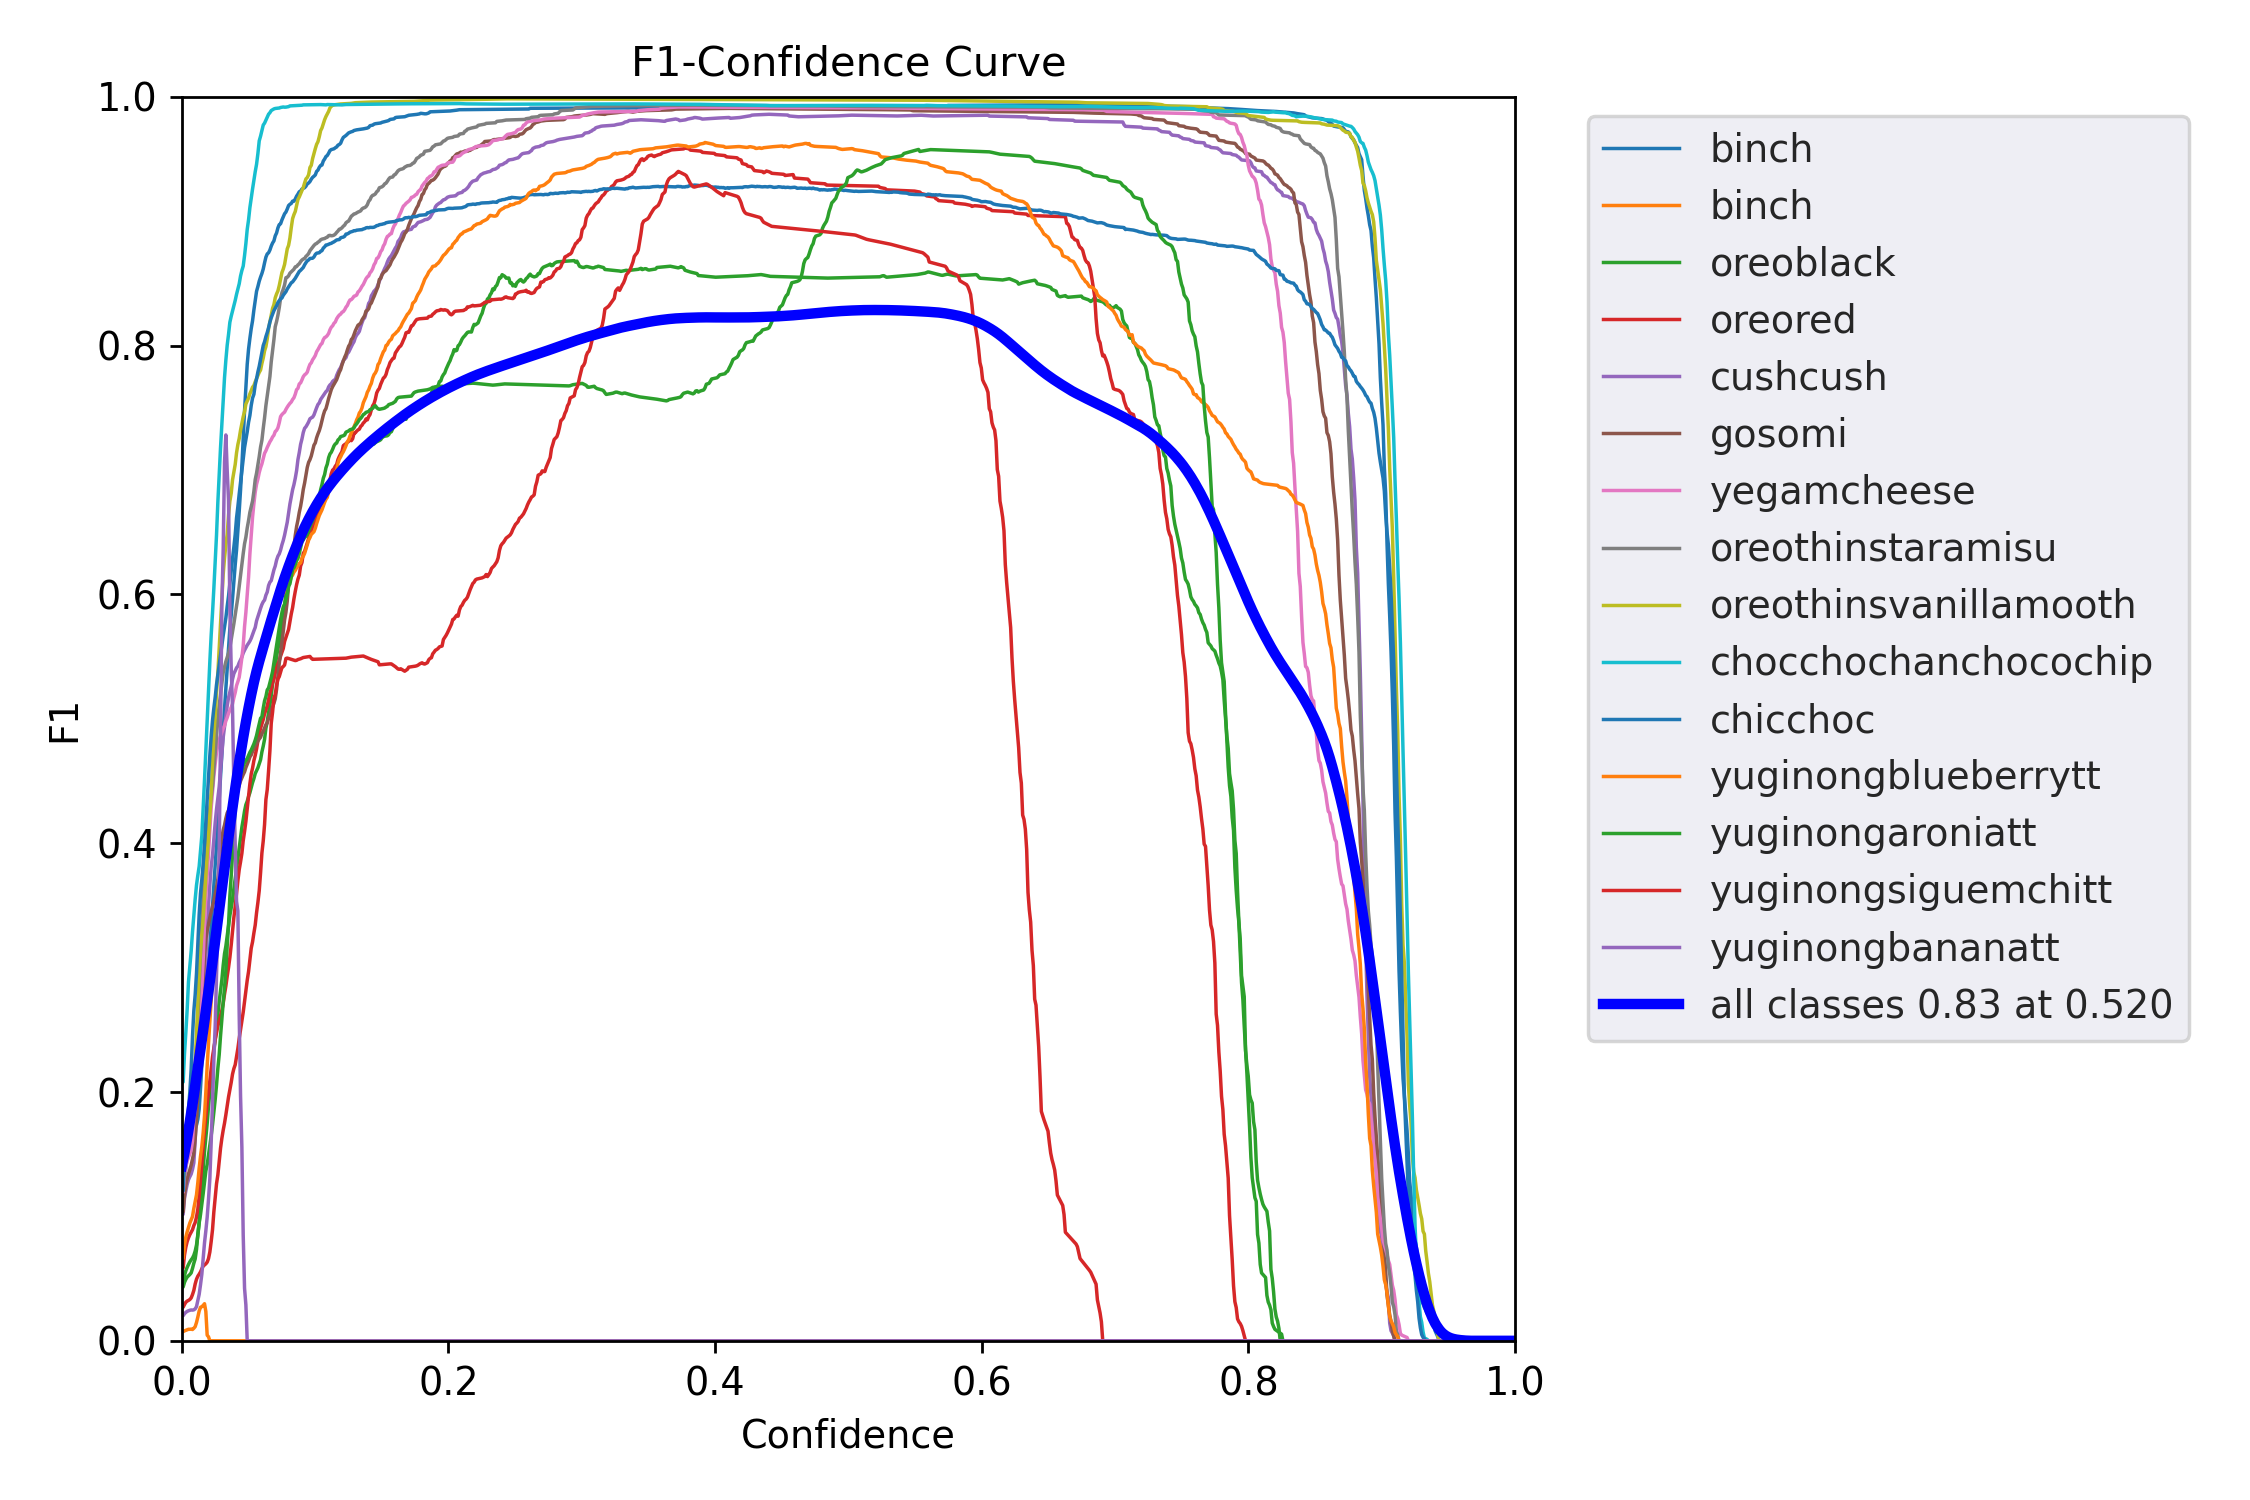 F1-Confidence Curve
1.0
0.8
0.6
0.4
0.2
0.0
F1
0.0 0.2 0.4 0.6 0.8 1.0
Confidence
binch
binch
oreoblack
oreored
cushcush
gosomi
yegamcheese
oreothinstaramisu
oreothinsvanillamooth
chocchochanchocochip
chicchoc
yuginongblueberrytt
yuginongaroniatt
yuginongsiguemchitt
yuginongbananatt
all classes 0.83 at 0.520